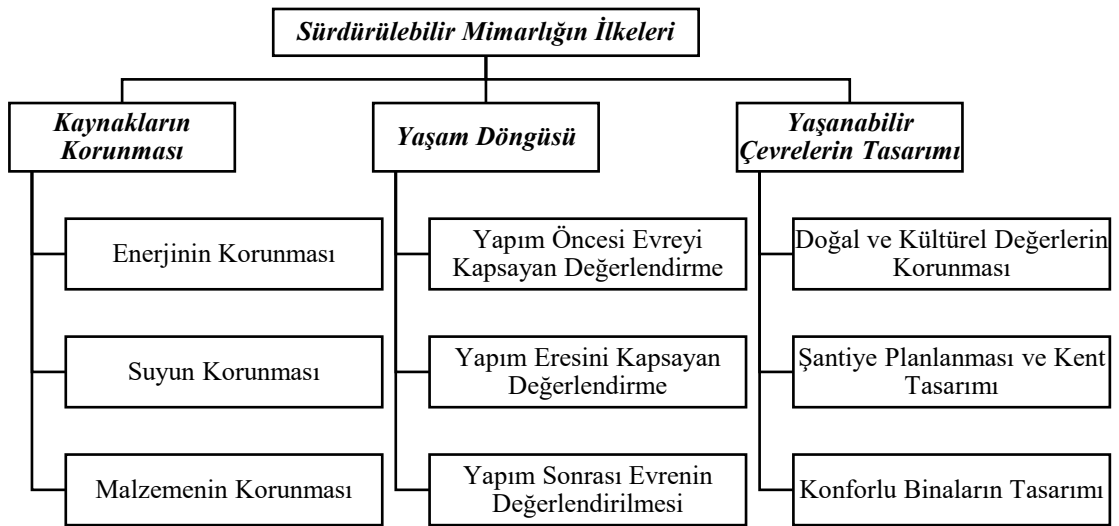 Sürdürülebilir Mimarlığın İlkeleri
Kaynakların
Korunması
Yaşam Döngüsü
Yaşanabilir
Çevrelerin Tasarımı
Enerjinin Korunması
Suyun Korunması
Malzemenin Korunması
Yapım Öncesi Evreyi
Kapsayan Değerlendirme
Yapım Eresini Kapsayan
Değerlendirme
Yapım Sonrası Evrenin
Değerlendirilmesi
Doğal ve Kültürel Değerlerin
Korunması
Şantiye Planlanması ve Kent
Tasarımı
Konforlu Binaların Tasarımı